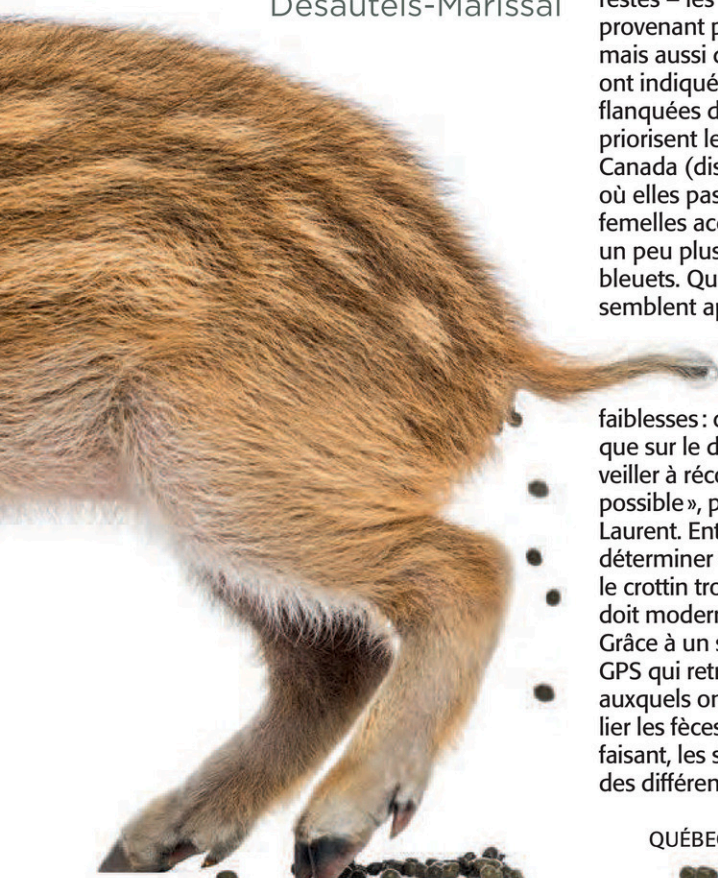 Desautels-Marissal
restes – les
provenant p
mais aussi d
ont indiqué
flanquées d
priorisent le
Canada (dis
où elles pas
femelles acc
un peu plus
bleuets. Qu
semblent ap
faiblesses : d
que sur le d
veiller à réco
possible », p
Laurent. Ent
déterminer
le crottin tro
doit modern
Grâce à un s
GPS qui retr
auxquels on
lier les fèces
faisant, les s
des différen
QUÉBEC